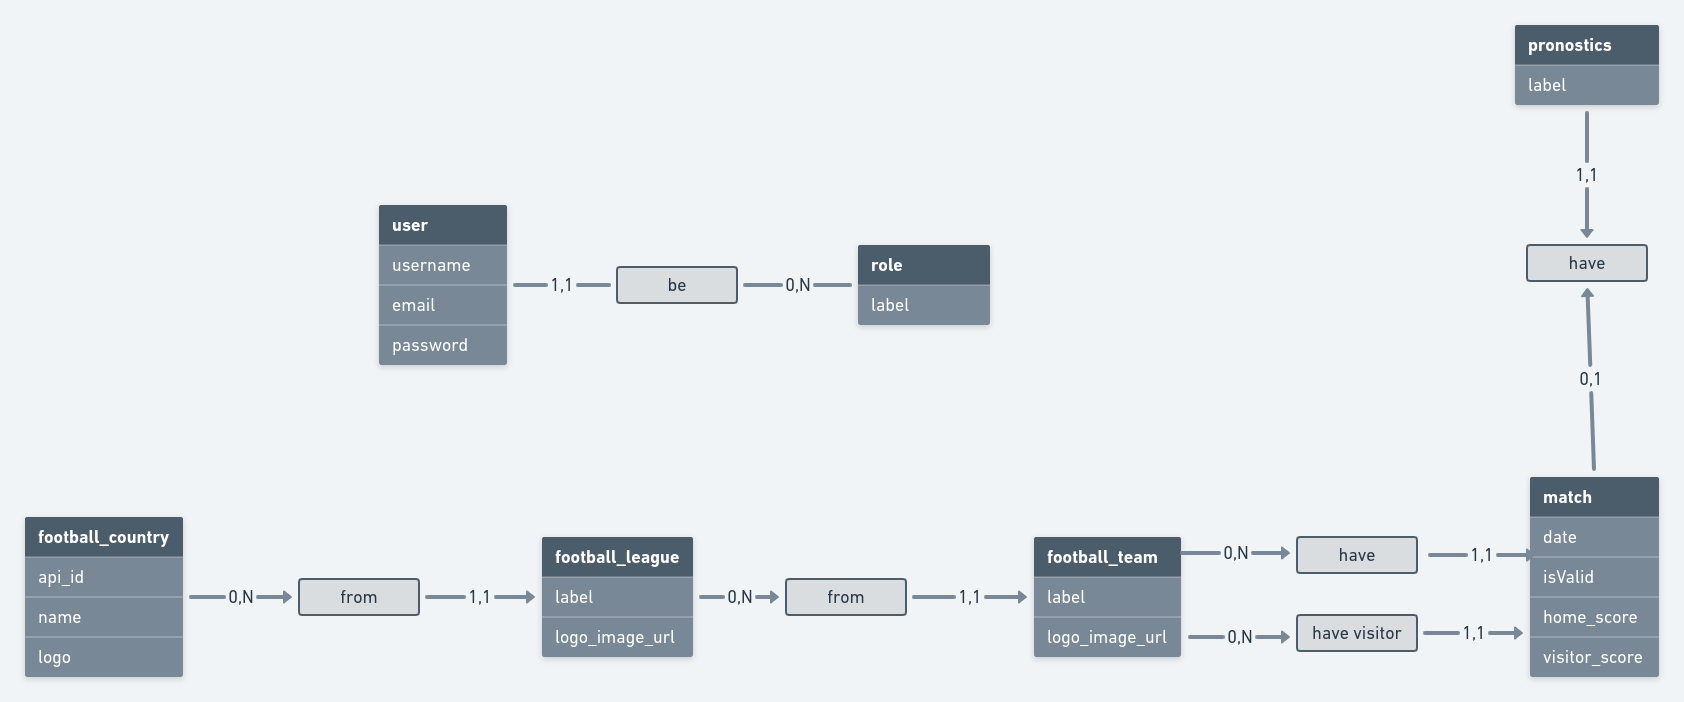 pronostics
label
1,1
have
0,1
user
username
email
password
1,1
be
0,N
role
label
football_country
api_id
name
logo
0,N
from
1,1
football_league
label
logo_image_url
0,N
from
1,1
football_team
label
logo_image_url
0,N
have
1,1
0,N
have visitor
1,1
match
date
isValid
home_score
visitor_score